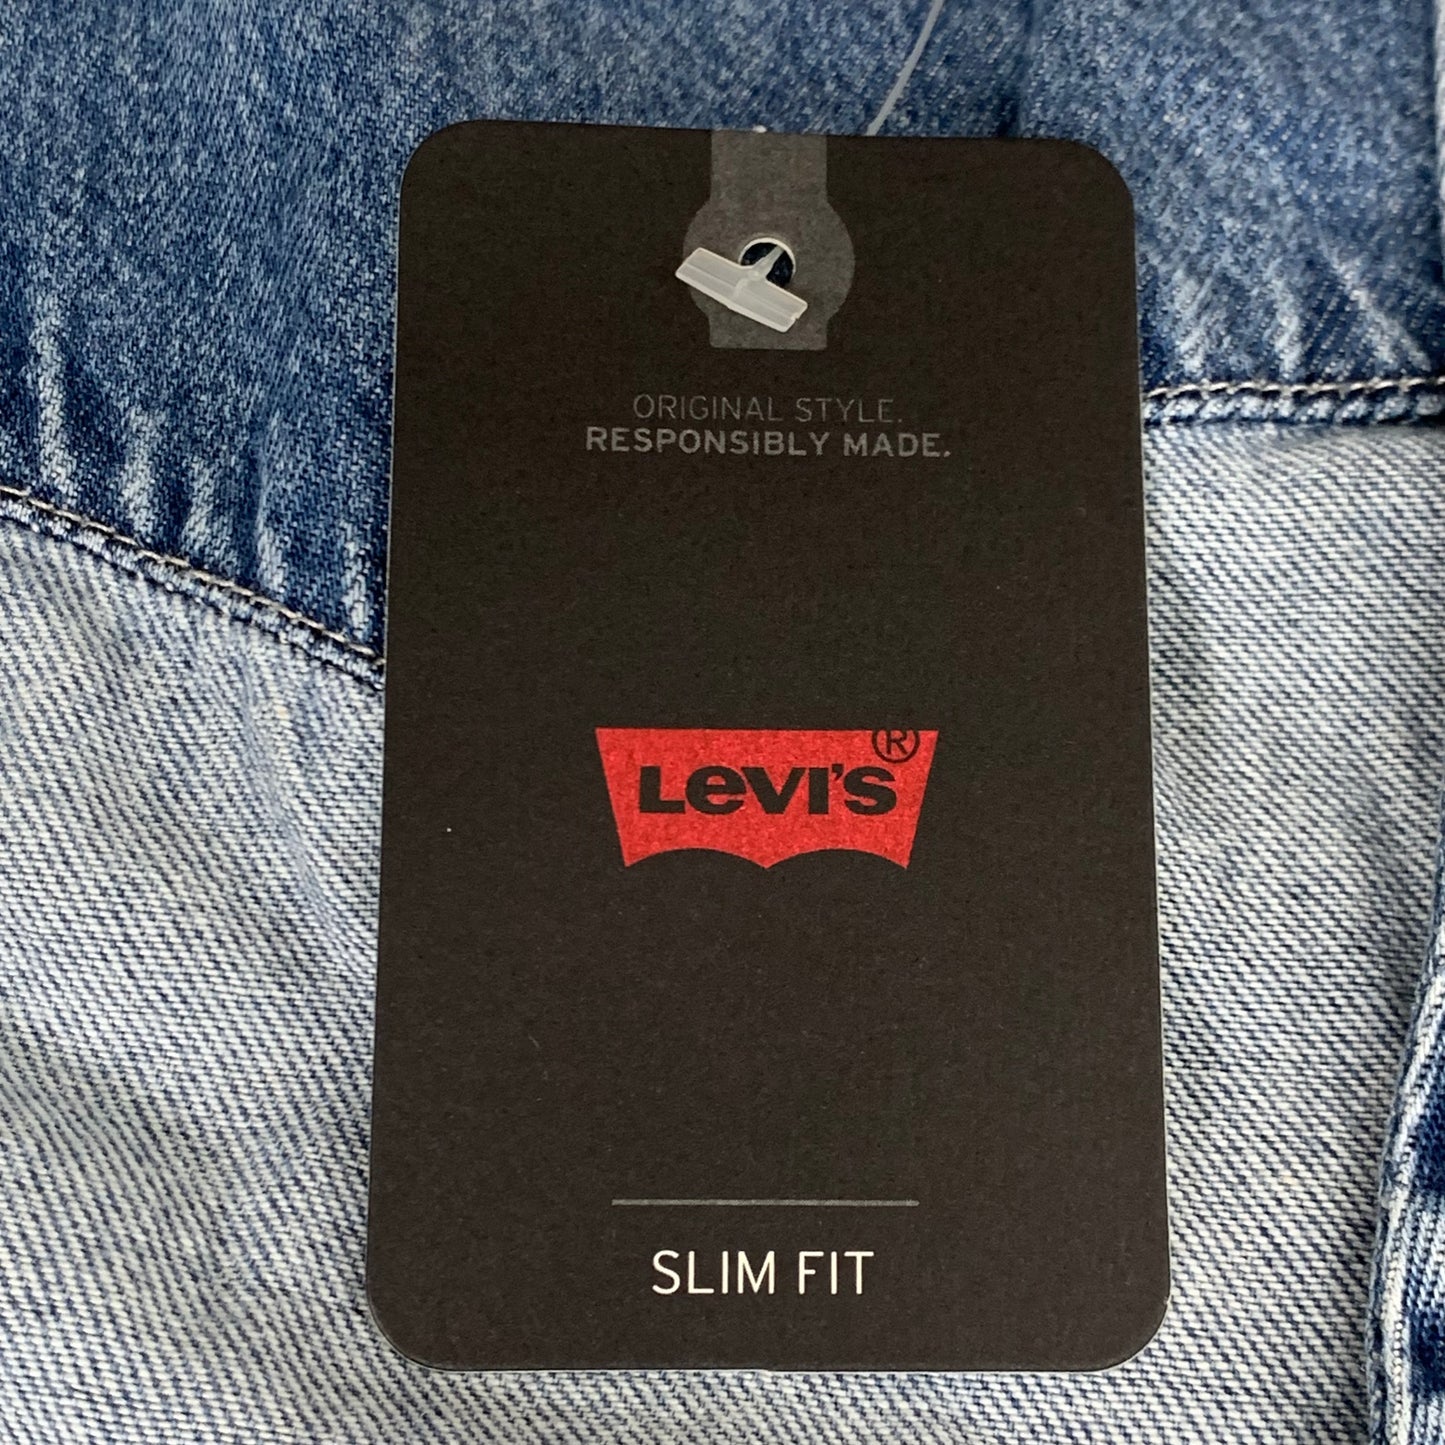 ORIGINAL STYLE.
RESPONSIBLY MADE.
LEVI'S®
SLIM FIT